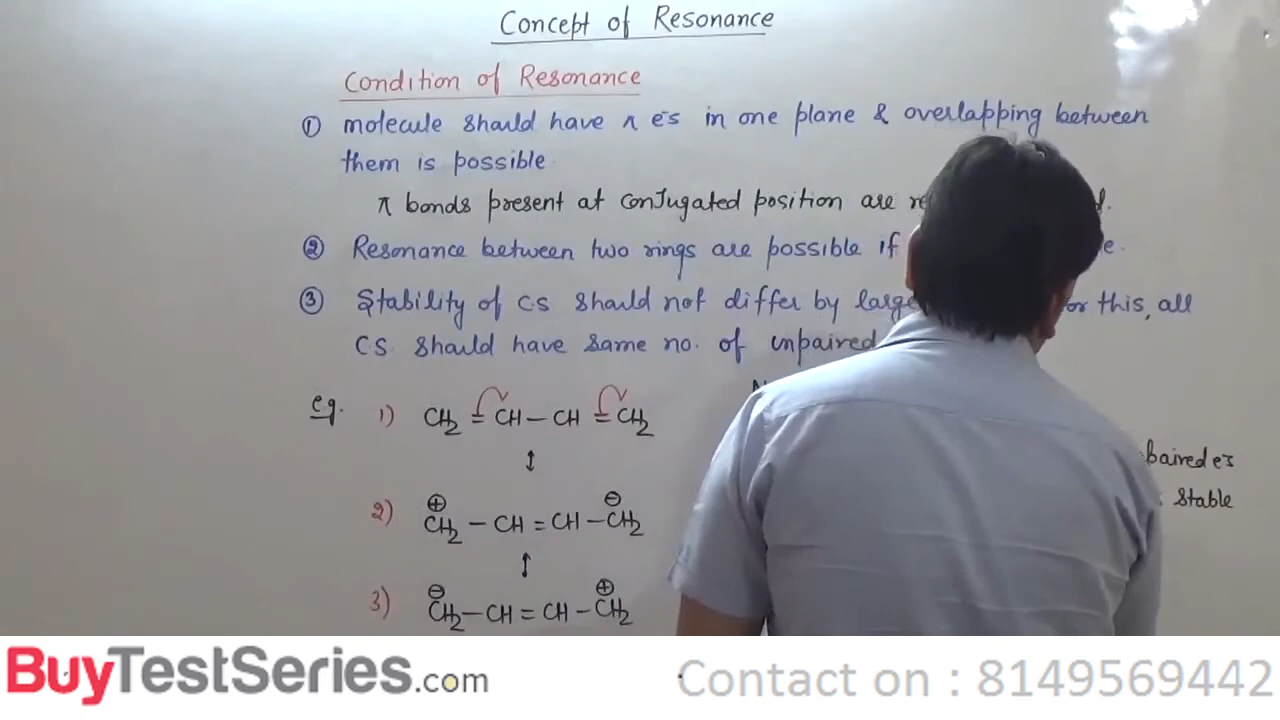 Concept of Resonance
Condition of Resonance
① molecule should have π e⁻s in one plane & overlapping between
them is possible
π bonds present at conjugated position are
② Resonance between two rings are possible if
③ Stability of C.S should not differ by large this, all
CS. should have same no. of unpaired
eg. 1) CH₂ = CH — CH = CH₂
↕
2) ⊕CH₂ — CH = CH — ⊖CH₂
↕
3) ⊖CH₂ — CH = CH — ⊕CH₂
stable
BuyTestSeries.com
Contact on : 8149569442